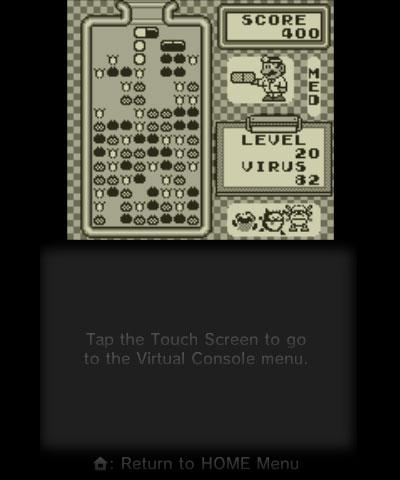 SCORE
400
MED
LEVEL
20
VIRUS
82
Tap the Touch Screen to go
to the Virtual Console menu.
: Return to HOME Menu